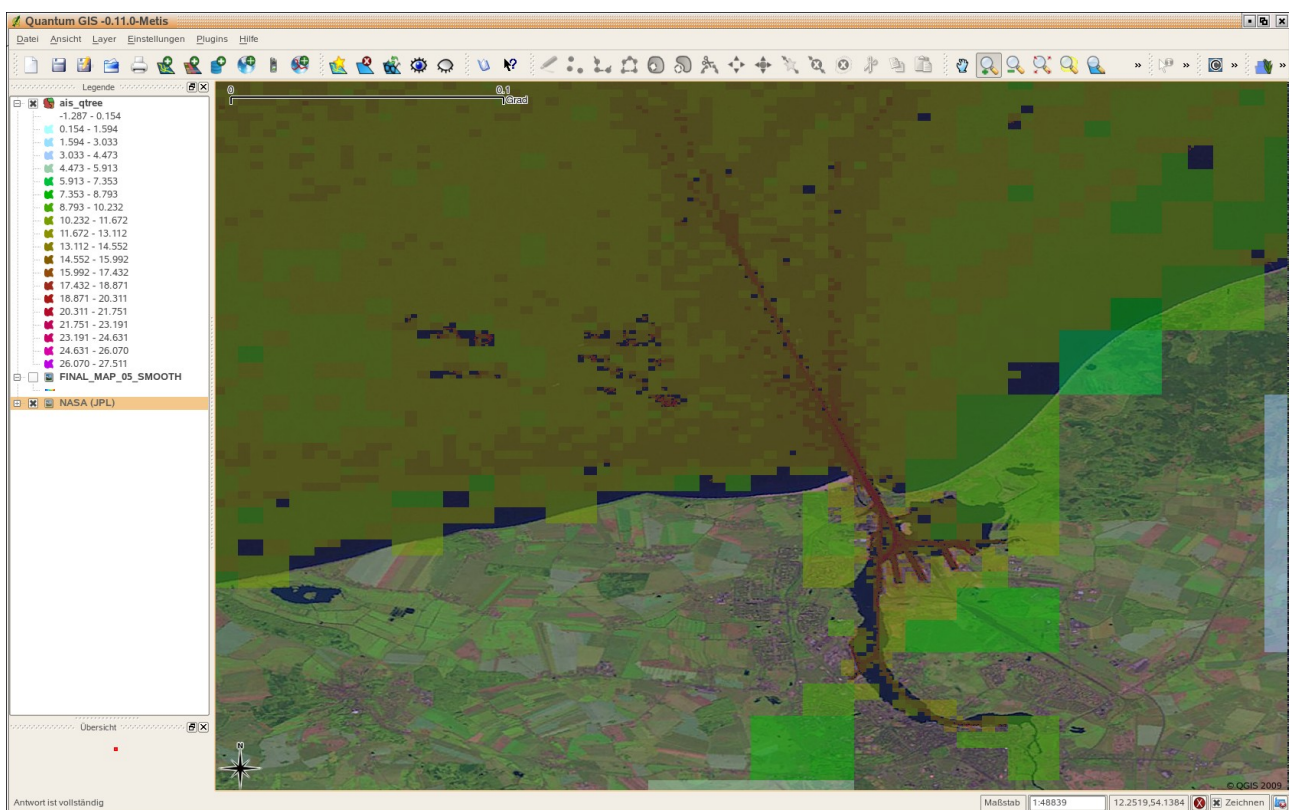 Quantum GIS -0.11.0-Metis
Datei Ansicht Layer Einstellungen Plugins Hilfe
Legende
ais_qtree
-1.287 - 0.154
0.154 - 1.594
1.594 - 3.033
3.033 - 4.473
4.473 - 5.913
5.913 - 7.353
7.353 - 8.793
8.793 - 10.232
10.232 - 11.672
11.672 - 13.112
13.112 - 14.552
14.552 - 15.992
15.992 - 17.432
17.432 - 18.871
18.871 - 20.311
20.311 - 21.751
21.751 - 23.191
23.191 - 24.631
24.631 - 26.070
26.070 - 27.511
FINAL_MAP_05_SMOOTH
NASA (JPL)
Übersicht
0 0.1
Grad
N
© QGIS 2009
Antwort ist vollständig
Maßstab 1:48839 12.2519,54.1384 Zeichnen